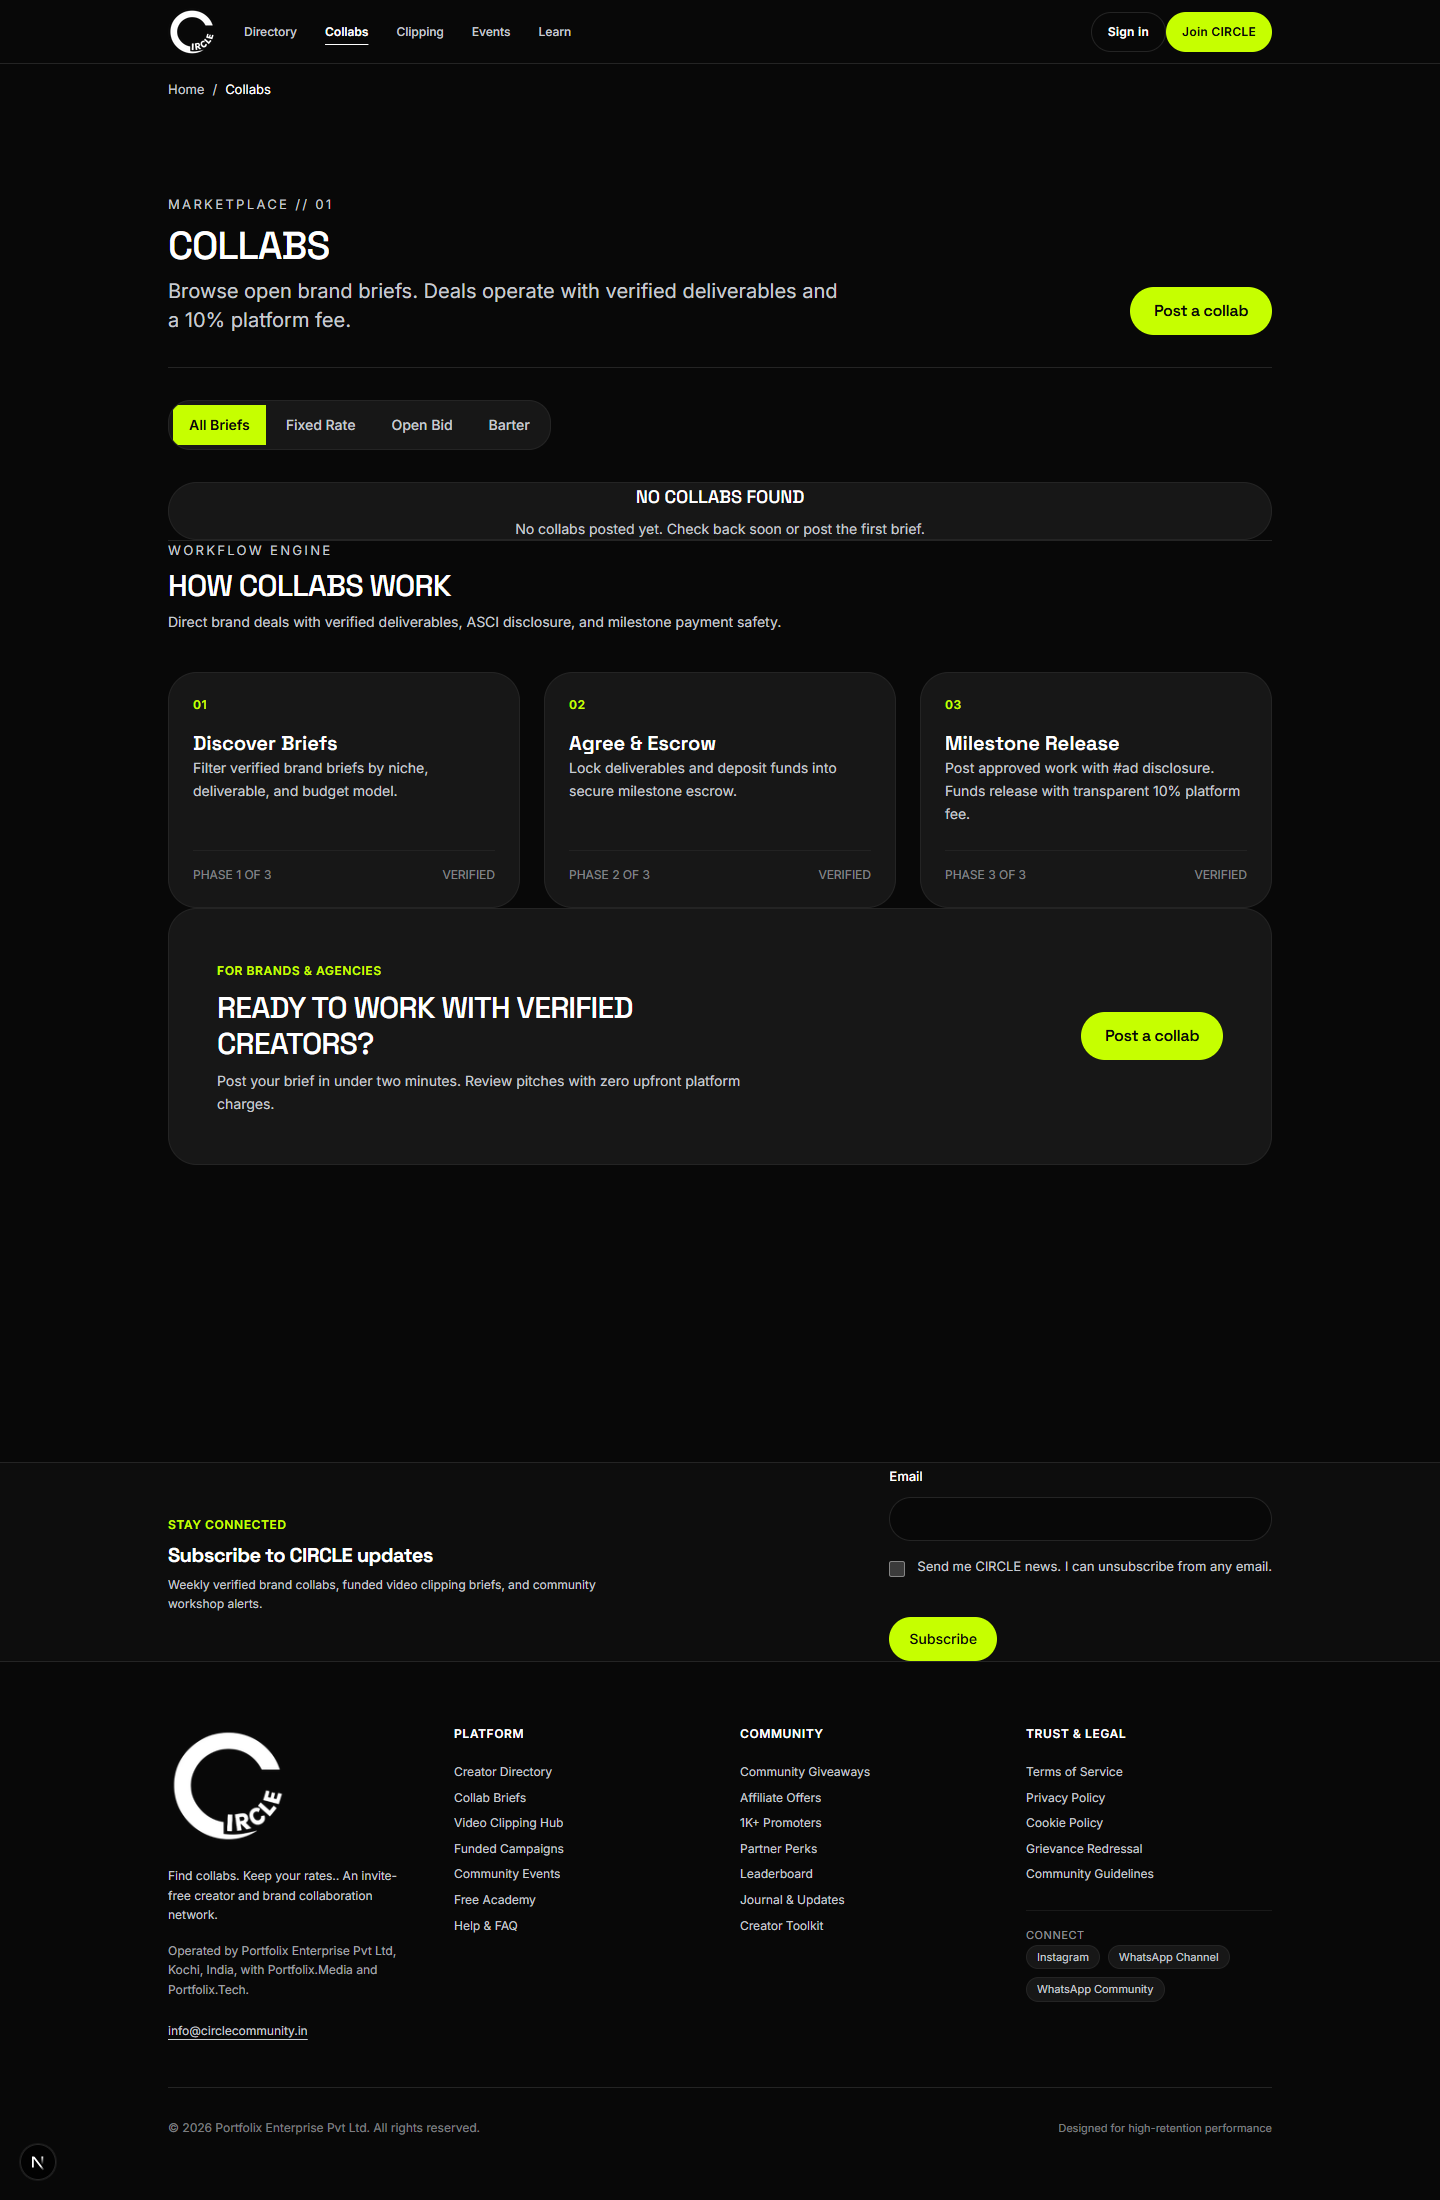 CIRCLE
Directory
Collabs
Clipping
Events
Learn
Sign in
Join CIRCLE
Home / Collabs
MARKETPLACE // 01
COLLABS
Browse open brand briefs. Deals operate with verified deliverables and
a 10% platform fee.
Post a collab
All Briefs
Fixed Rate
Open Bid
Barter
NO COLLABS FOUND
No collabs posted yet. Check back soon or post the first brief.
WORKFLOW ENGINE
HOW COLLABS WORK
Direct brand deals with verified deliverables, ASCI disclosure, and milestone payment safety.
01
Discover Briefs
Filter verified brand briefs by niche,
deliverable, and budget model.
PHASE 1 OF 3
VERIFIED
02
Agree & Escrow
Lock deliverables and deposit funds into
secure milestone escrow.
PHASE 2 OF 3
VERIFIED
03
Milestone Release
Post approved work with #ad disclosure.
Funds release with transparent 10% platform
fee.
PHASE 3 OF 3
VERIFIED
FOR BRANDS & AGENCIES
READY TO WORK WITH VERIFIED
CREATORS?
Post your brief in under two minutes. Review pitches with zero upfront platform
charges.
Post a collab
STAY CONNECTED
Subscribe to CIRCLE updates
Weekly verified brand collabs, funded video clipping briefs, and community
workshop alerts.
Email
Send me CIRCLE news. I can unsubscribe from any email.
Subscribe
CIRCLE
Find collabs. Keep your rates.. An invite-
free creator and brand collaboration
network.
Operated by Portfolix Enterprise Pvt Ltd,
Kochi, India, with Portfolix.Media and
Portfolix.Tech.
info@circlecommunity.in
PLATFORM
Creator Directory
Collab Briefs
Video Clipping Hub
Funded Campaigns
Community Events
Free Academy
Help & FAQ
COMMUNITY
Community Giveaways
Affiliate Offers
1K+ Promoters
Partner Perks
Leaderboard
Journal & Updates
Creator Toolkit
TRUST & LEGAL
Terms of Service
Privacy Policy
Cookie Policy
Grievance Redressal
Community Guidelines
CONNECT
Instagram
WhatsApp Channel
WhatsApp Community
© 2026 Portfolix Enterprise Pvt Ltd. All rights reserved.
Designed for high-retention performance
N